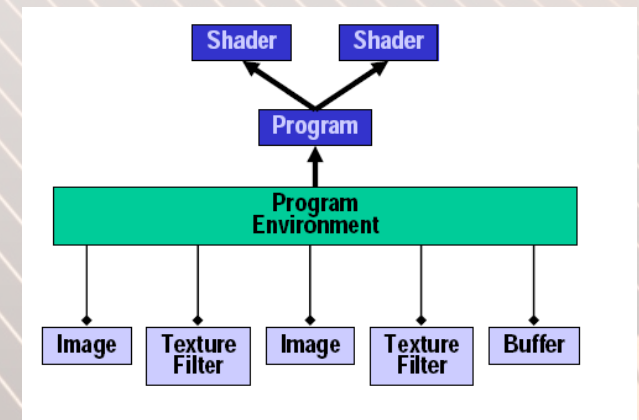 Shader Shader
Program
Program
Environment
Image Texture Image Texture Buffer
Filter Filter